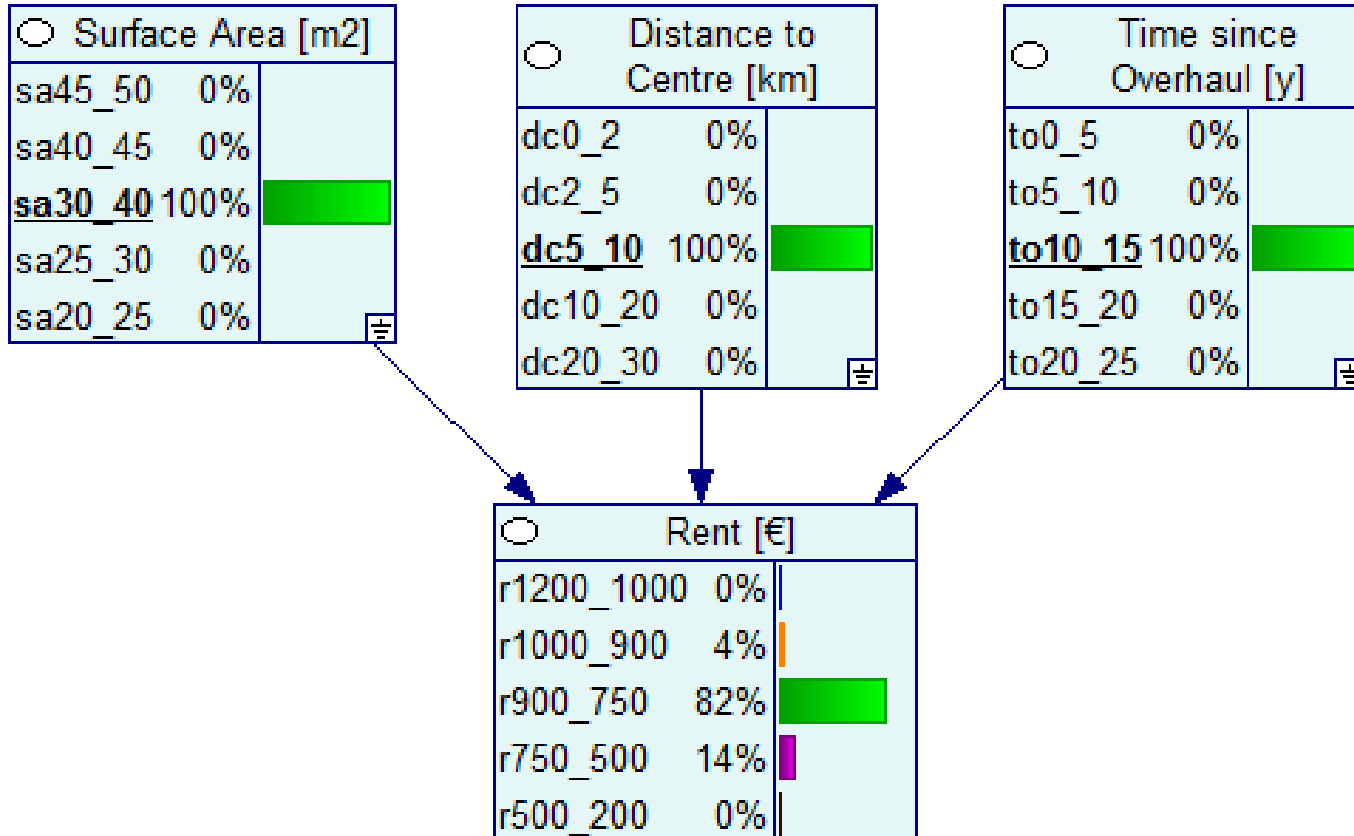 Surface Area [m2]
sa45_50 0%
sa40_45 0%
sa30_40 100%
sa25_30 0%
sa20_25 0%
Distance to
Centre [km]
dc0_2 0%
dc2_5 0%
dc5_10 100%
dc10_20 0%
dc20_30 0%
Time since
Overhaul [y]
to0_5 0%
to5_10 0%
to10_15 100%
to15_20 0%
to20_25 0%
Rent [€]
r1200_1000 0%
r1000_900 4%
r900_750 82%
r750_500 14%
r500_200 0%